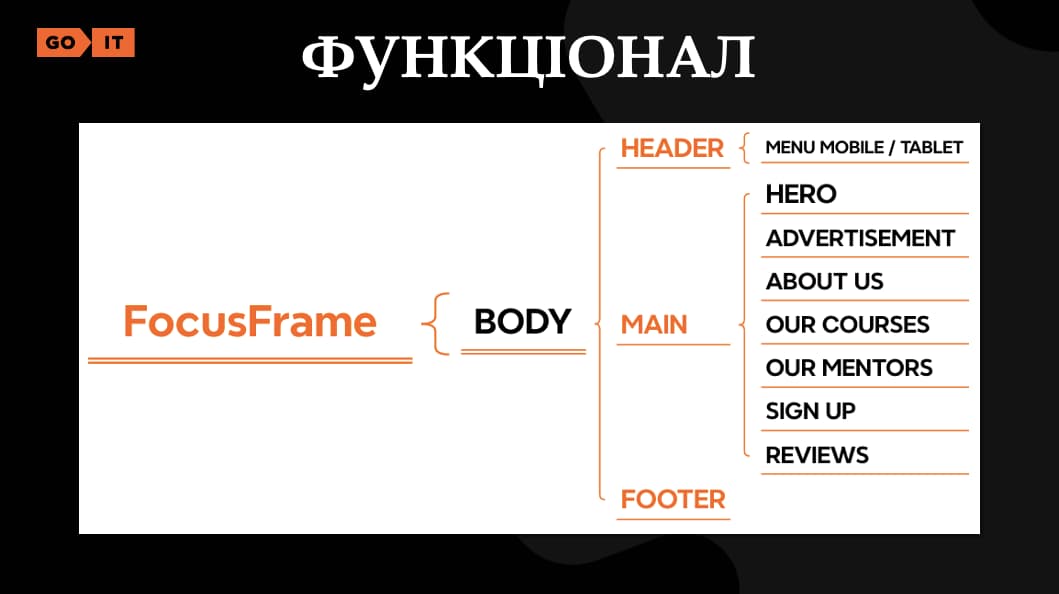 GO IT
ФУНКЦІОНАЛ
FocusFrame
BODY
HEADER
MENU MOBILE / TABLET
MAIN
HERO
ADVERTISEMENT
ABOUT US
OUR COURSES
OUR MENTORS
SIGN UP
REVIEWS
FOOTER